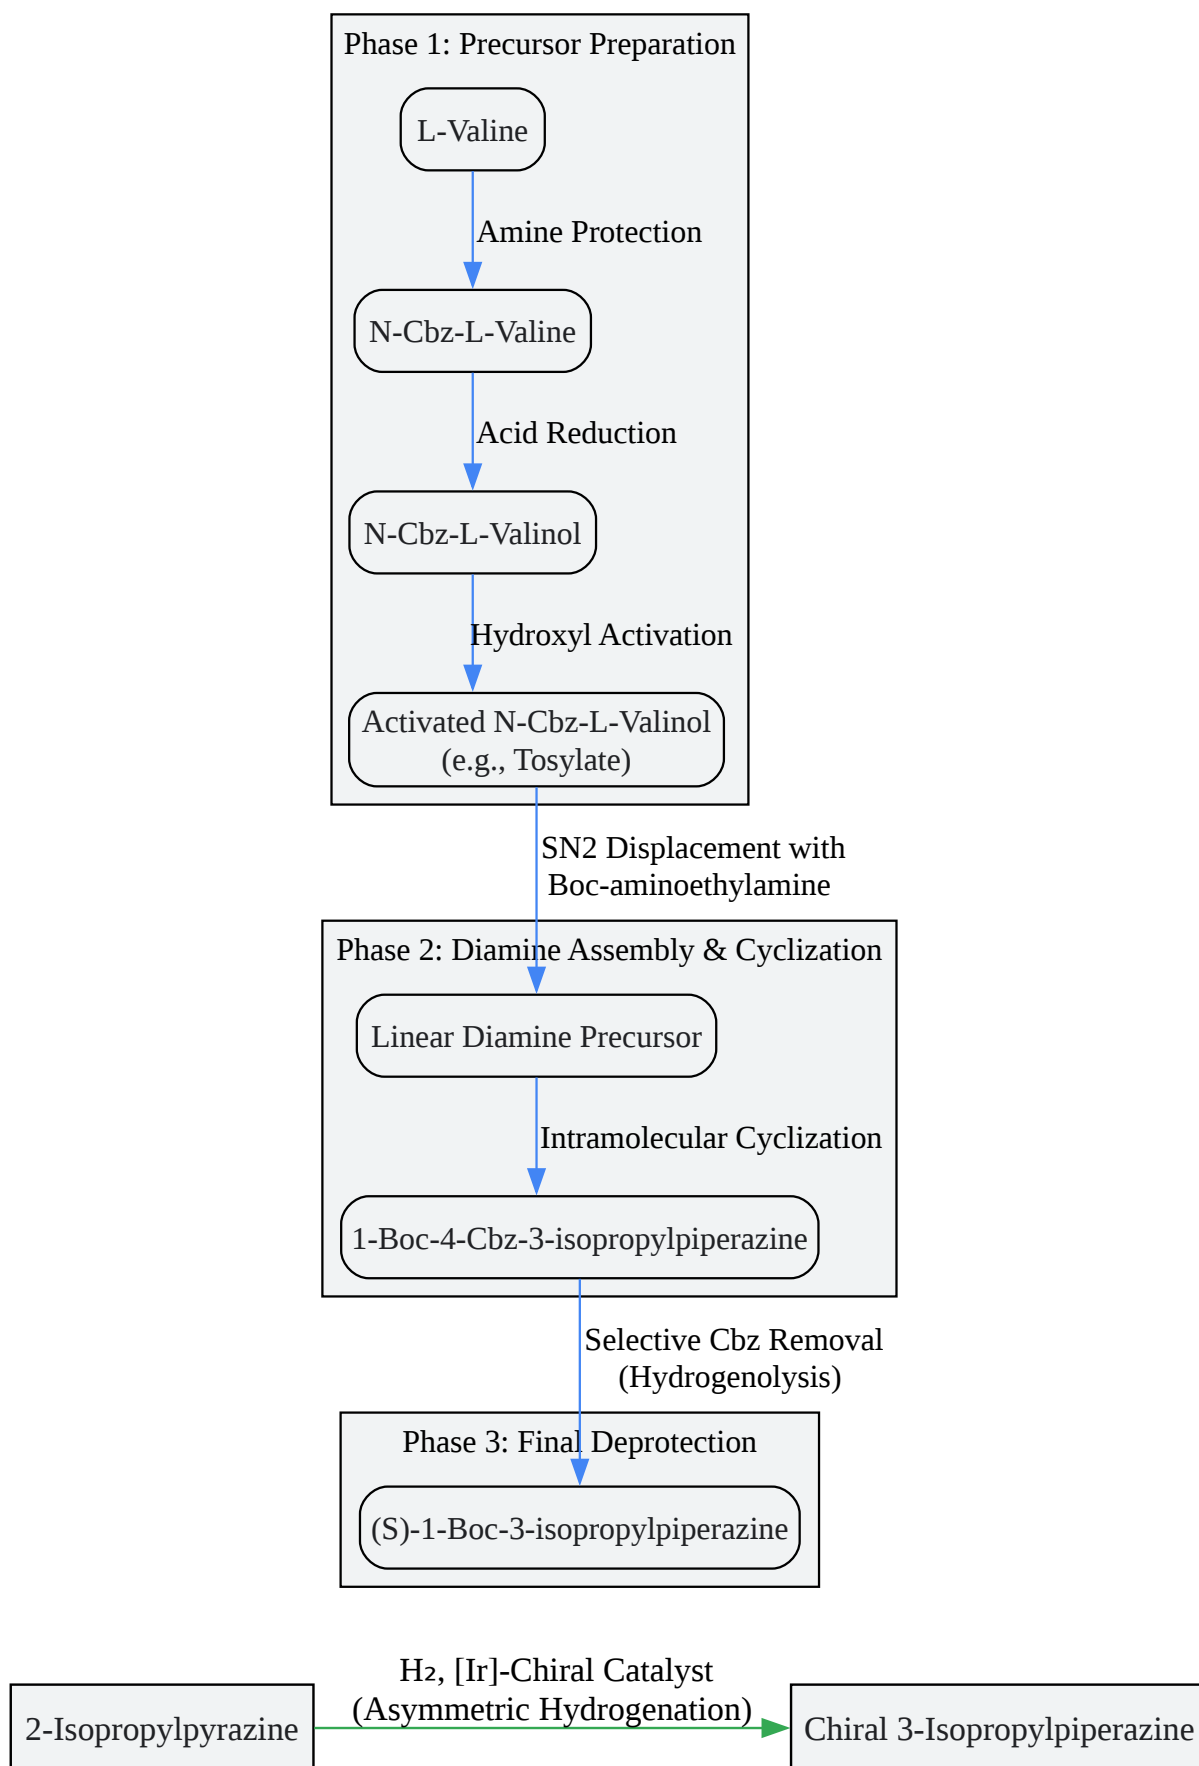 Phase 1: Precursor Preparation
L-Valine
Amine Protection
N-Cbz-L-Valine
Acid Reduction
N-Cbz-L-Valinol
Hydroxyl Activation
Activated N-Cbz-L-Valinol
(e.g., Tosylate)
SN2 Displacement with
Boc-aminoethylamine
Phase 2: Diamine Assembly & Cyclization
Linear Diamine Precursor
Intramolecular Cyclization
1-Boc-4-Cbz-3-isopropylpiperazine
Selective Cbz Removal
(Hydrogenolysis)
Phase 3: Final Deprotection
(S)-1-Boc-3-isopropylpiperazine
H₂, [Ir]-Chiral Catalyst
(Asymmetric Hydrogenation)
2-Isopropylpyrazine
Chiral 3-Isopropylpiperazine